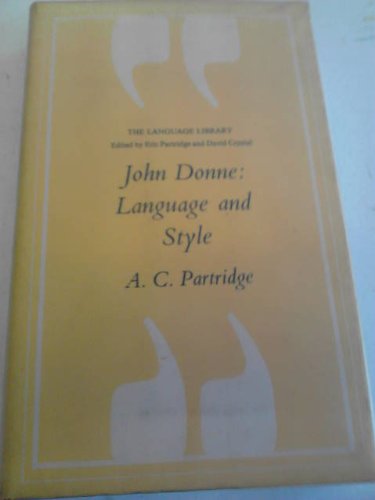 THE LANGUAGE LIBRARY
Edited by Eric Partridge and David Crystal
John Donne:
Language and
Style
A. C. Partridge